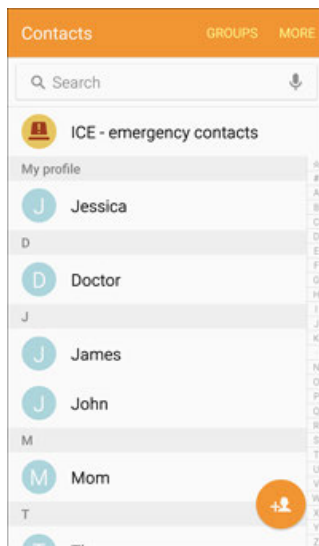 Contacts GROUPS MORE
Search
ICE - emergency contacts
My profile
J Jessica
D
D Doctor
J
J James
J John
M
M Mom
T
#
A
B
C
D
E
F
G
H
I
J
K
N
O
P
Q
R
S
T
U
V
W
X
Y
Z